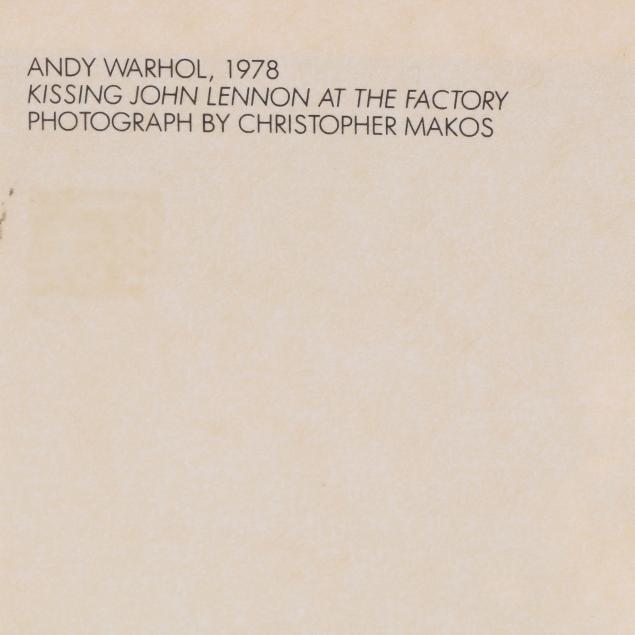 ANDY WARHOL, 1978
KISSING JOHN LENNON AT THE FACTORY
PHOTOGRAPH BY CHRISTOPHER MAKOS